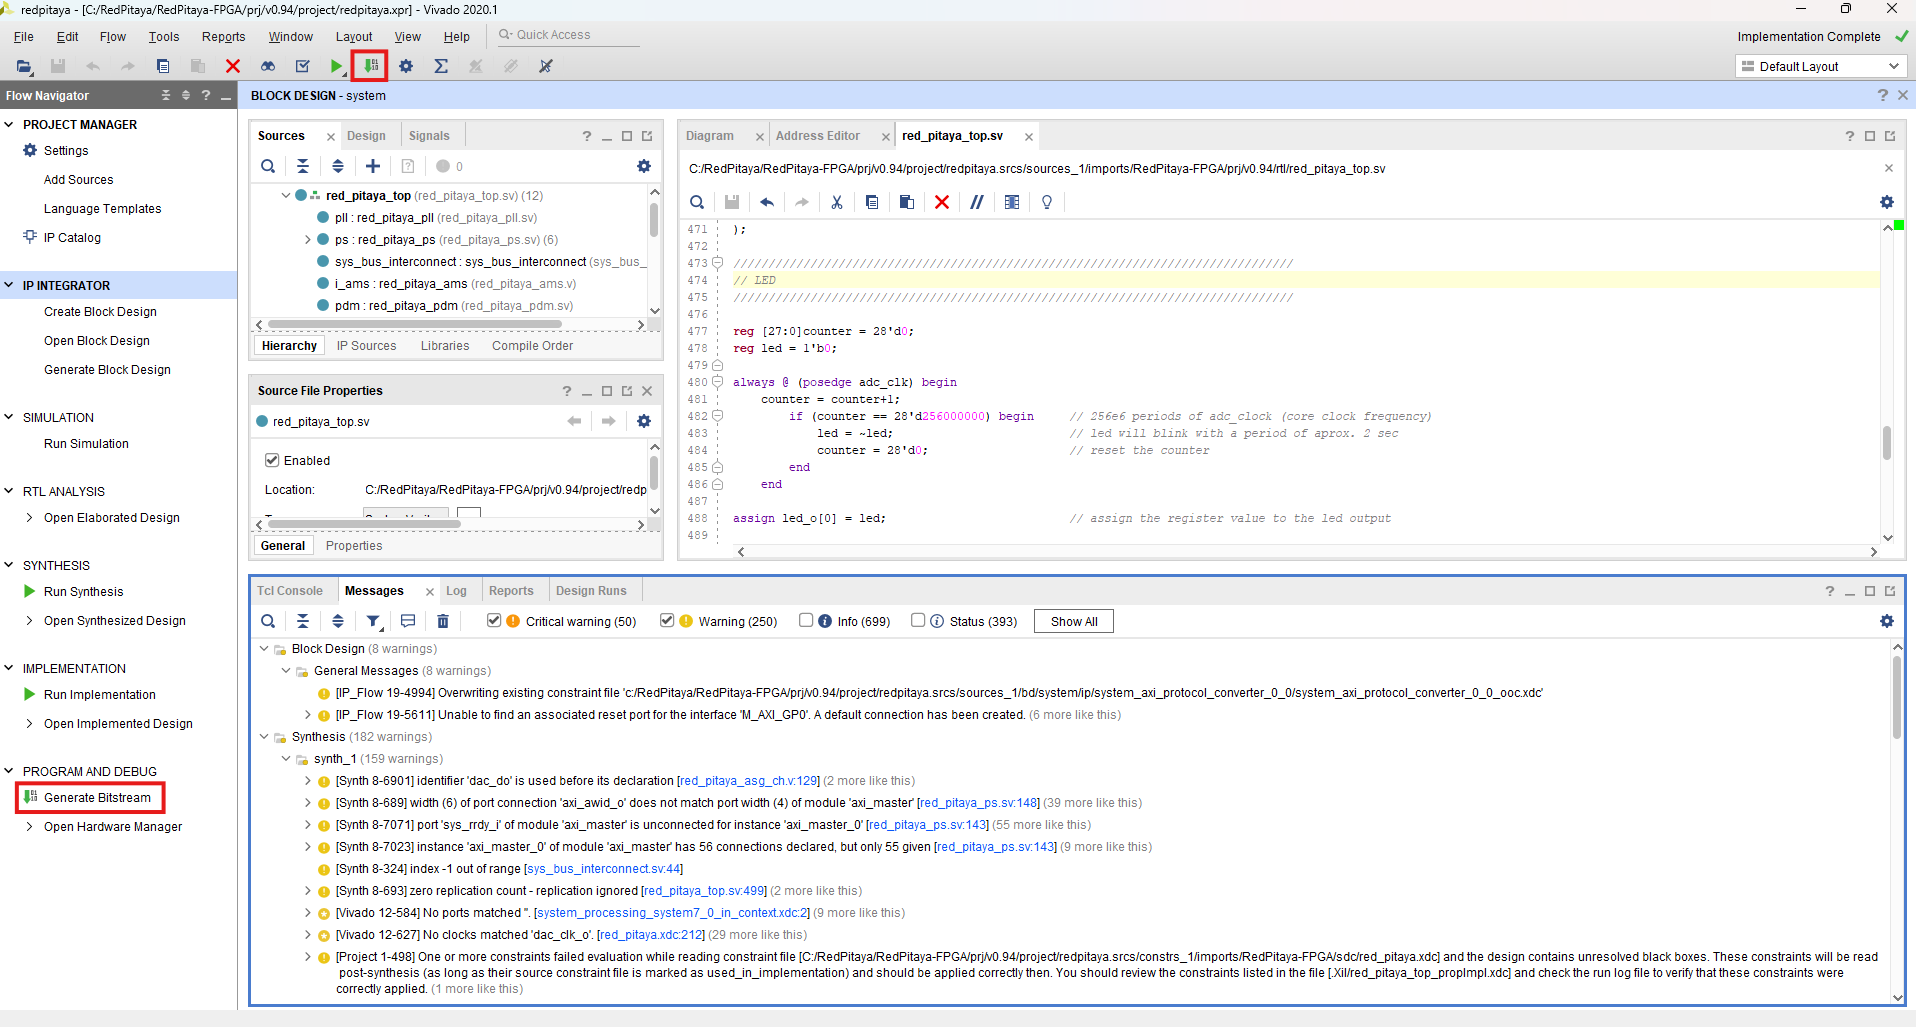 redpitaya - [C:/RedPitaya/RedPitaya-FPGA/prj/v0.94/project/redpitaya.xpr] - Vivado 2020.1
File Edit Flow Tools Reports Window Layout View Help Quick Access
Implementation Complete
Default Layout
Flow Navigator
PROJECT MANAGER
Settings
Add Sources
Language Templates
IP Catalog
IP INTEGRATOR
Create Block Design
Open Block Design
Generate Block Design
SIMULATION
Run Simulation
RTL ANALYSIS
Open Elaborated Design
SYNTHESIS
Run Synthesis
Open Synthesized Design
IMPLEMENTATION
Run Implementation
Open Implemented Design
PROGRAM AND DEBUG
Generate Bitstream
Open Hardware Manager
BLOCK DESIGN - system
Sources Design Signals
0
red_pitaya_top (red_pitaya_top.sv) (12)
pll : red_pitaya_pll (red_pitaya_pll.sv)
ps : red_pitaya_ps (red_pitaya_ps.sv) (6)
sys_bus_interconnect : sys_bus_interconnect (sys_bus_
i_ams : red_pitaya_ams (red_pitaya_ams.v)
pdm : red_pitaya_pdm (red_pitaya_pdm.sv)
Hierarchy IP Sources Libraries Compile Order
Source File Properties
red_pitaya_top.sv
Enabled
Location: C:/RedPitaya/RedPitaya-FPGA/prj/v0.94/project/redp
General Properties
Diagram Address Editor red_pitaya_top.sv
C:/RedPitaya/RedPitaya-FPGA/prj/v0.94/project/redpitaya.srcs/sources_1/imports/RedPitaya-FPGA/prj/v0.94/rtl/red_pitaya_top.sv
471 );
472
473 ////////////////////////////////////////////////////////////////////////////////
474 // LED
475 ////////////////////////////////////////////////////////////////////////////////
476
477 reg [27:0]counter = 28'd0;
478 reg led = 1'b0;
479
480 always @ (posedge adc_clk) begin
481 counter = counter+1;
482 if (counter == 28'd256000000) begin // 256e6 periods of adc_clock (core clock frequency)
483 led = ~led; // led will blink with a period of aprox. 2 sec
484 counter = 28'd0; // reset the counter
485 end
486 end
487
488 assign led_o[0] = led; // assign the register value to the led output
489
Tcl Console Messages Log Reports Design Runs
Critical warning (50) Warning (250) Info (699) Status (393) Show All
Block Design (8 warnings)
General Messages (8 warnings)
[IP_Flow 19-4994] Overwriting existing constraint file 'c:/RedPitaya/RedPitaya-FPGA/prj/v0.94/project/redpitaya.srcs/sources_1/bd/system/ip/system_axi_protocol_converter_0_0/system_axi_protocol_converter_0_0_ooc.xdc'
[IP_Flow 19-5611] Unable to find an associated reset port for the interface 'M_AXI_GP0'. A default connection has been created. (6 more like this)
Synthesis (182 warnings)
synth_1 (159 warnings)
[Synth 8-6901] identifier 'dac_do' is used before its declaration [red_pitaya_asg_ch.v:129] (2 more like this)
[Synth 8-689] width (6) of port connection 'axi_awid_o' does not match port width (4) of module 'axi_master' [red_pitaya_ps.sv:148] (39 more like this)
[Synth 8-7071] port 'sys_rrdy_i' of module 'axi_master' is unconnected for instance 'axi_master_0' [red_pitaya_ps.sv:143] (55 more like this)
[Synth 8-7023] instance 'axi_master_0' of module 'axi_master' has 56 connections declared, but only 55 given [red_pitaya_ps.sv:143] (9 more like this)
[Synth 8-324] index -1 out of range [sys_bus_interconnect.sv:44]
[Synth 8-693] zero replication count - replication ignored [red_pitaya_top.sv:499] (2 more like this)
[Vivado 12-584] No ports matched ''. [system_processing_system7_0_in_context.xdc:2] (9 more like this)
[Vivado 12-627] No clocks matched 'dac_clk_o'. [red_pitaya.xdc:212] (29 more like this)
[Project 1-498] One or more constraints failed evaluation while reading constraint file [C:/RedPitaya/RedPitaya-FPGA/prj/v0.94/project/redpitaya.srcs/constrs_1/imports/RedPitaya-FPGA/sdc/red_pitaya.xdc] and the design contains unresolved black boxes. These constraints will be read
post-synthesis (as long as their source constraint file is marked as used_in_implementation) and should be applied correctly then. You should review the constraints listed in the file [.Xil/red_pitaya_top_propImpl.xdc] and check the run log file to verify that these constraints were
correctly applied. (1 more like this)